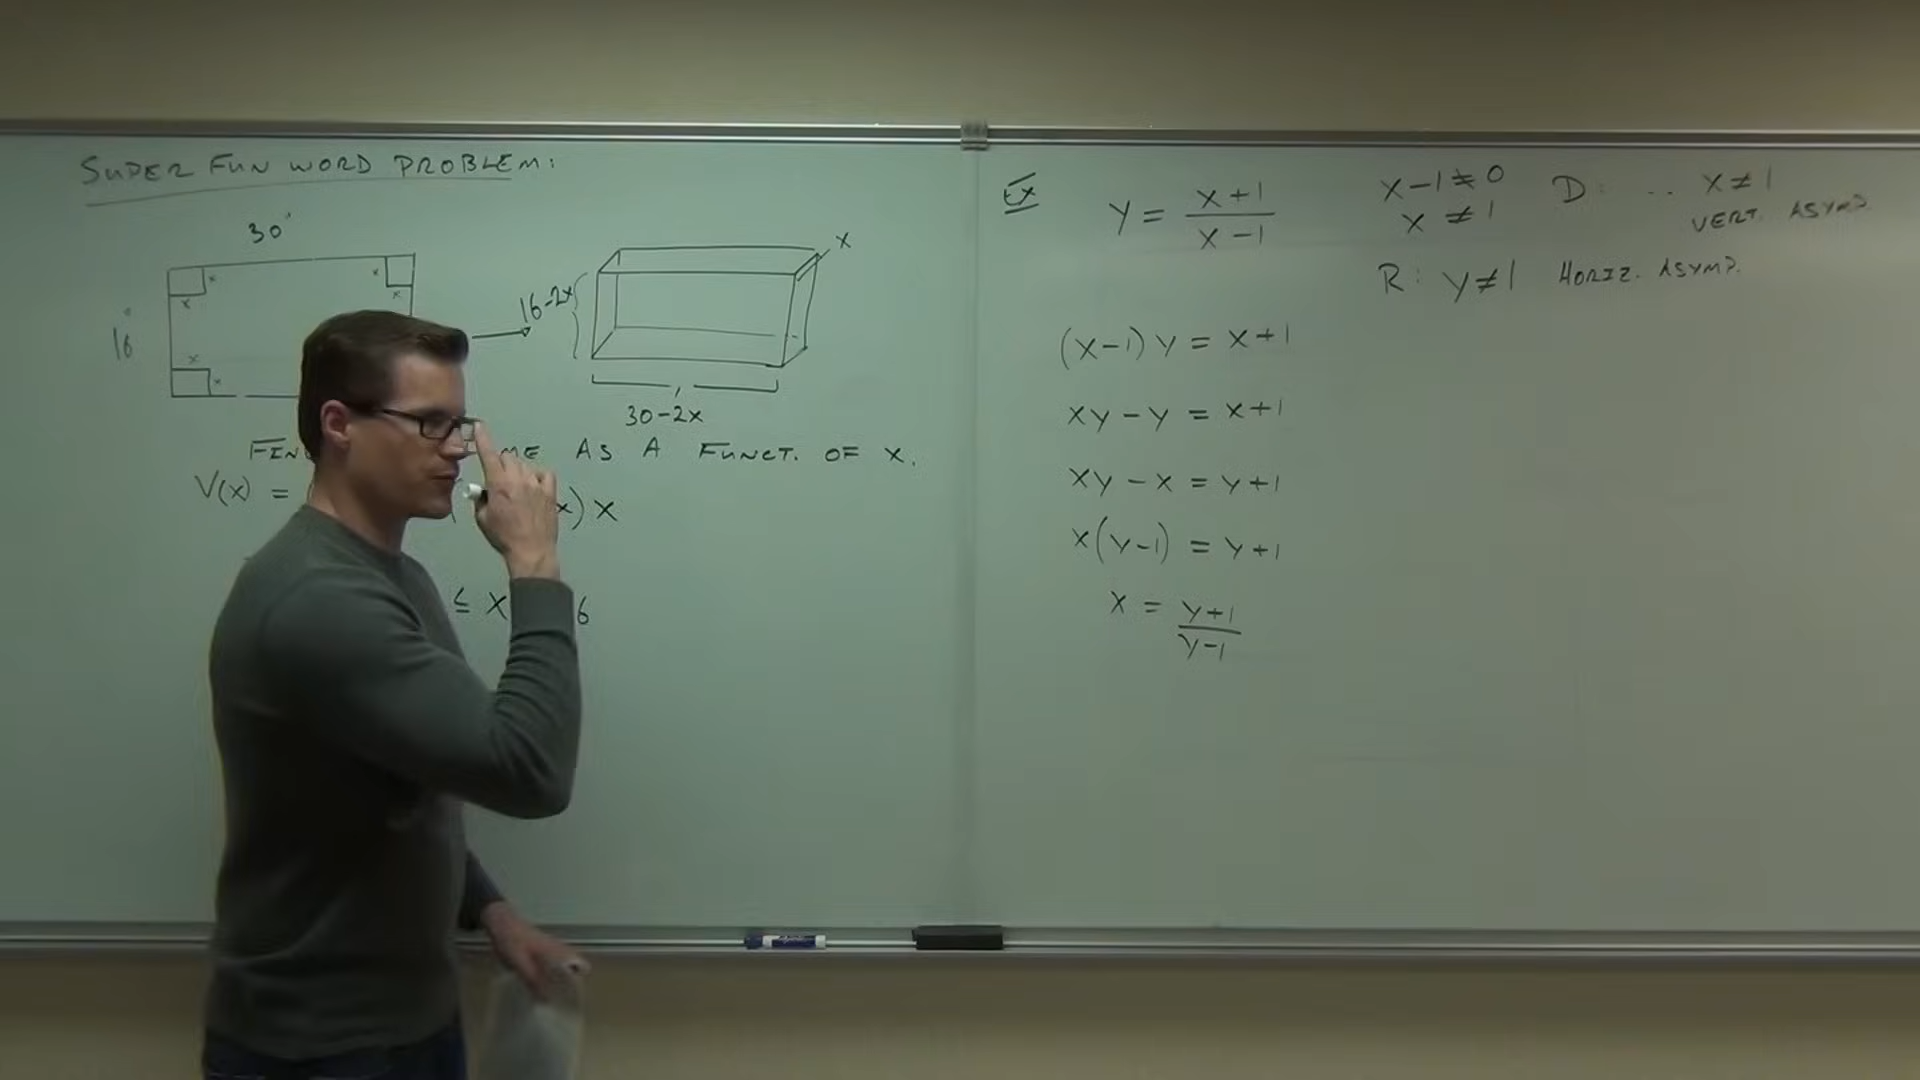 SUPER FUN WORD PROBLEM:
30"
x x x x
16"
x x
x
16-2x
30-2x
FIN ME AS A FUNCT. OF X.
V(x) = x) x
≤ x 6
Ex
y = x+1 / x-1
x-1 ≠ 0
x ≠ 1
D: .. x ≠ 1
VERT. ASYMP.
R: y ≠ 1 HORIZ. ASYMP.
(x-1) y = x+1
xy - y = x+1
xy - x = y+1
x(y-1) = y+1
x = y+1 / y-1